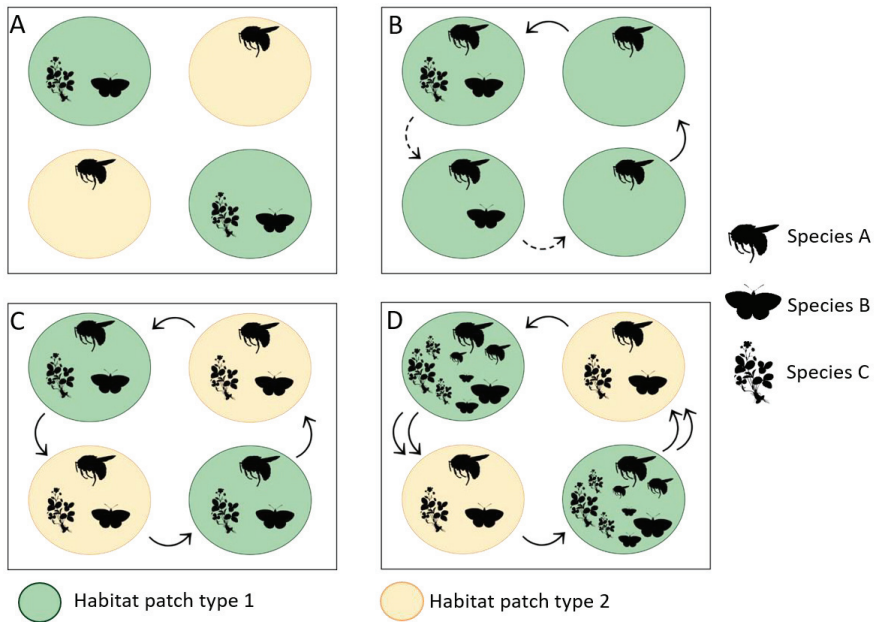 A
B
C
D
Species A
Species B
Species C
Habitat patch type 1
Habitat patch type 2